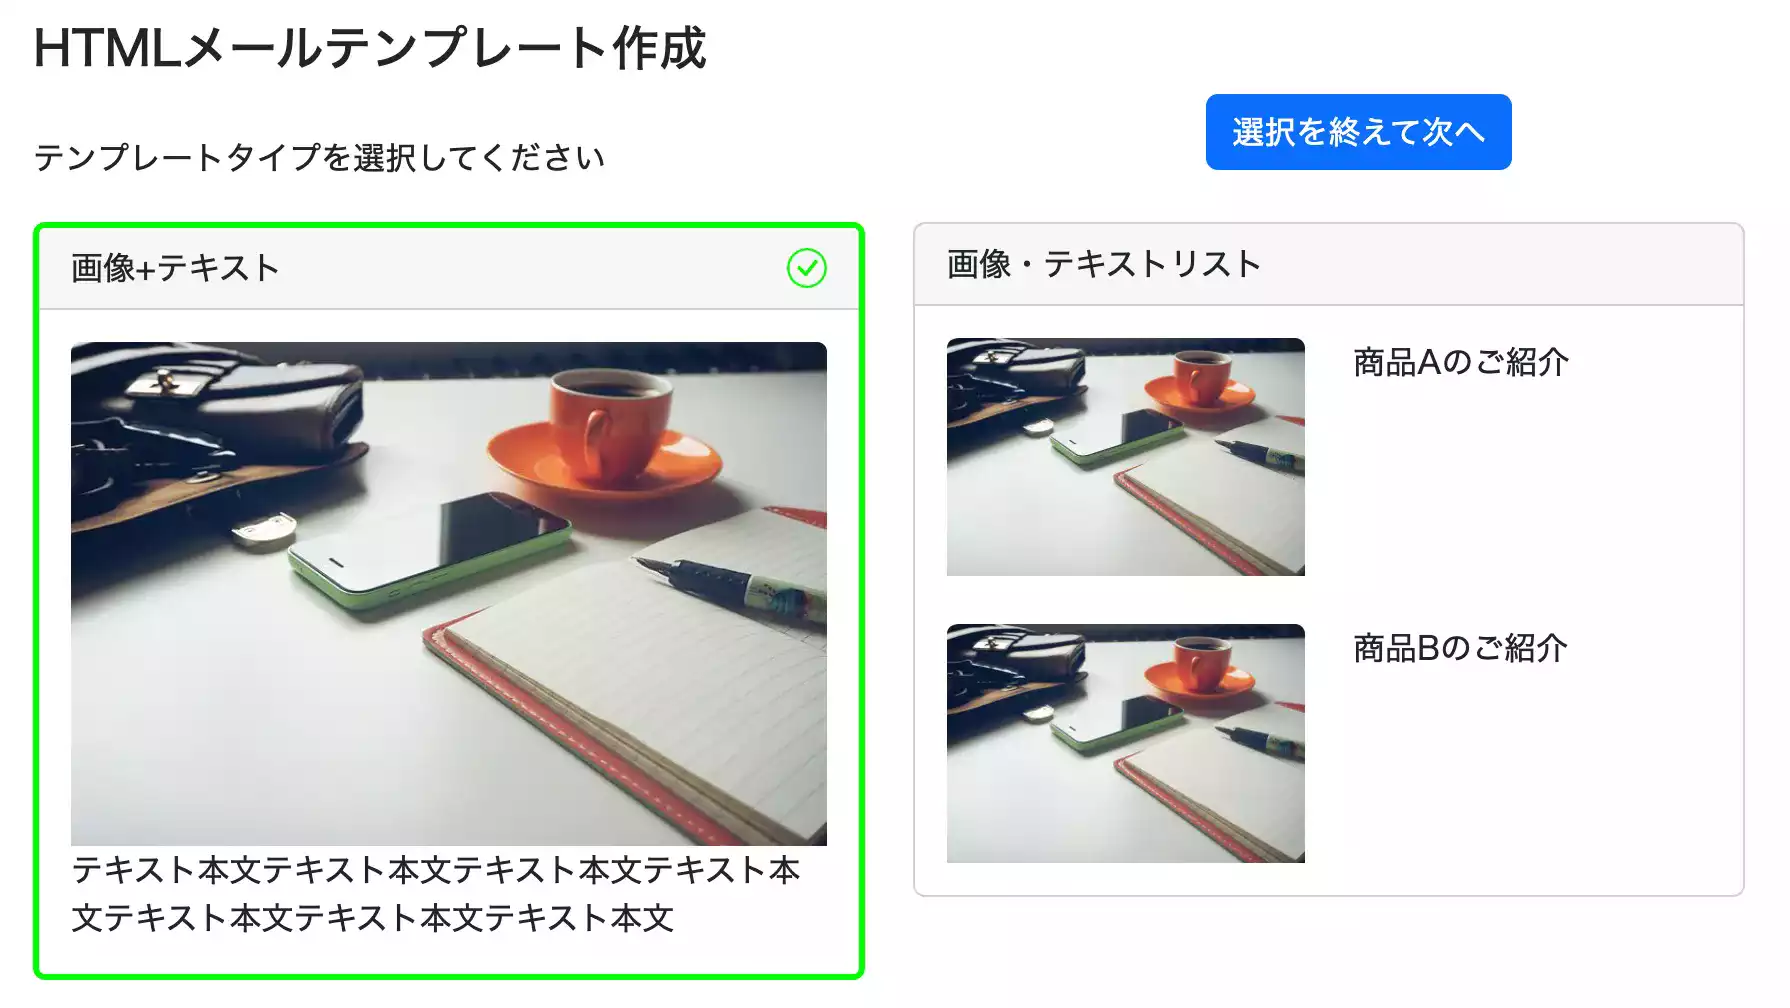 HTMLメールテンプレート作成
テンプレートタイプを選択してください
選択を終えて次へ
画像+テキスト
テキスト本文テキスト本文テキスト本文テキスト本
文テキスト本文テキスト本文テキスト本文
画像・テキストリスト
商品Aのご紹介
商品Bのご紹介